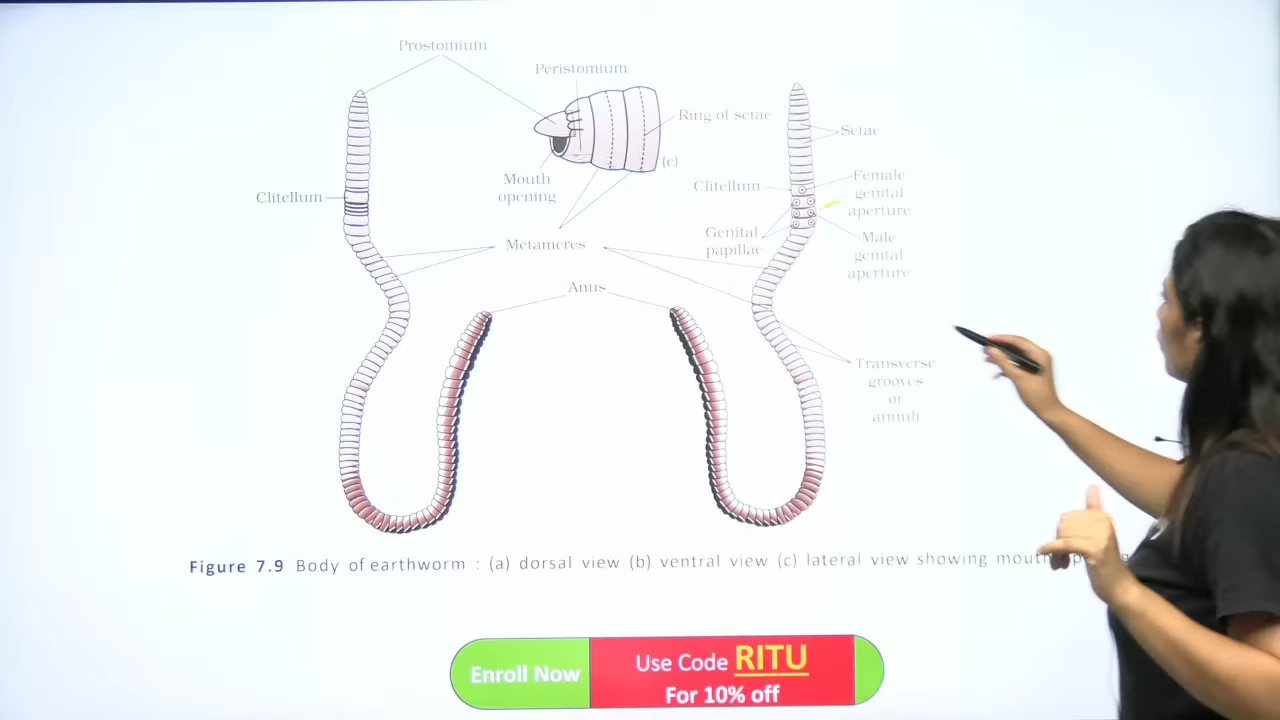 Prostomium
Peristomium
Ring of setae
Setae
(c)
Mouth
opening
Clitellum
Clitellum
Female
genital
aperture
Genital
papillae
Male
genital
aperture
Metameres
Anus
Transverse
grooves
or
annuli
Figure 7.9 Body of earthworm : (a) dorsal view (b) ventral view (c) lateral view showing mouth
Enroll Now
Use Code RITU
For 10% off